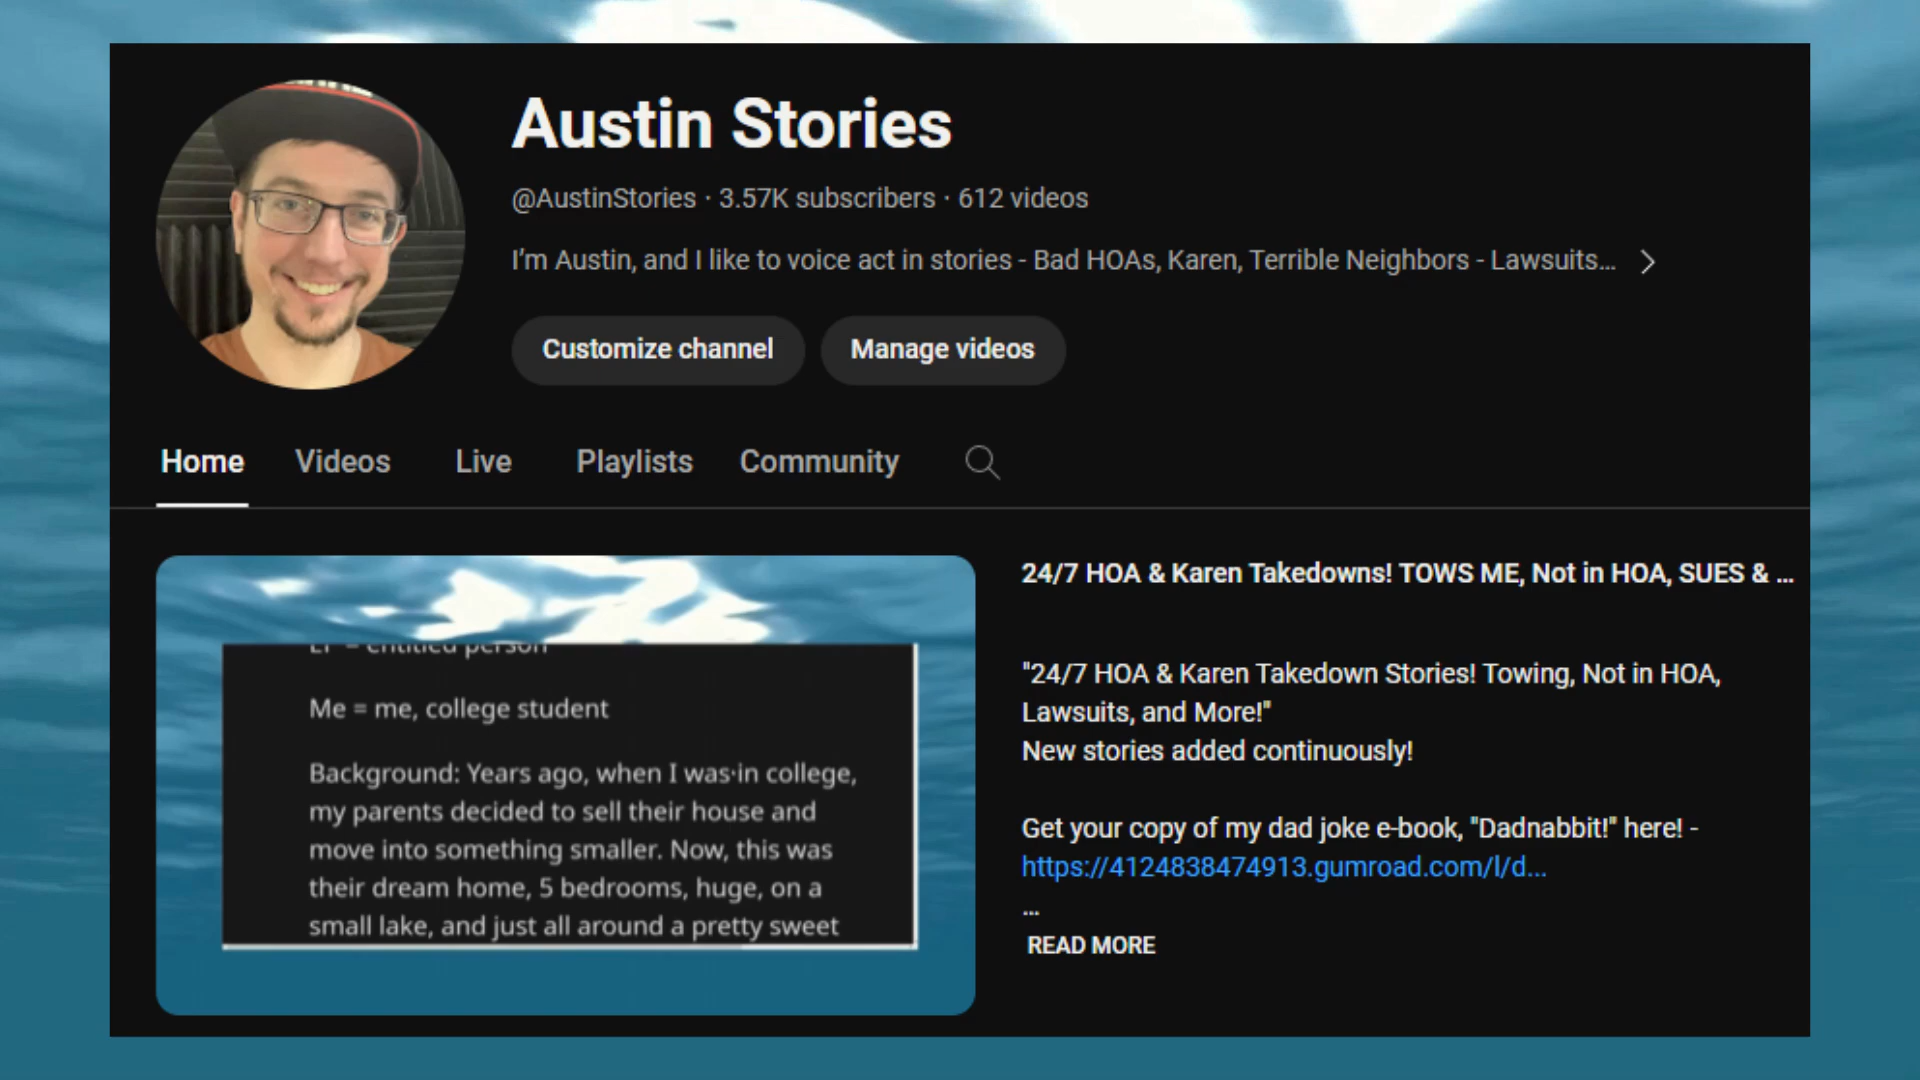 Austin Stories
@AustinStories · 3.57K subscribers · 612 videos
I'm Austin, and I like to voice act in stories - Bad HOAs, Karen, Terrible Neighbors - Lawsuits...
Customize channel
Manage videos
Home
Videos
Live
Playlists
Community
EP = entitled person
Me = me, college student
Background: Years ago, when I was·in college,
my parents decided to sell their house and
move into something smaller. Now, this was
their dream home, 5 bedrooms, huge, on a
small lake, and just all around a pretty sweet
24/7 HOA & Karen Takedowns! TOWS ME, Not in HOA, SUES & ...
"24/7 HOA & Karen Takedown Stories! Towing, Not in HOA,
Lawsuits, and More!"
New stories added continuously!
Get your copy of my dad joke e-book, "Dadnabbit!" here! -
https://4124838474913.gumroad.com/l/d...
...
READ MORE